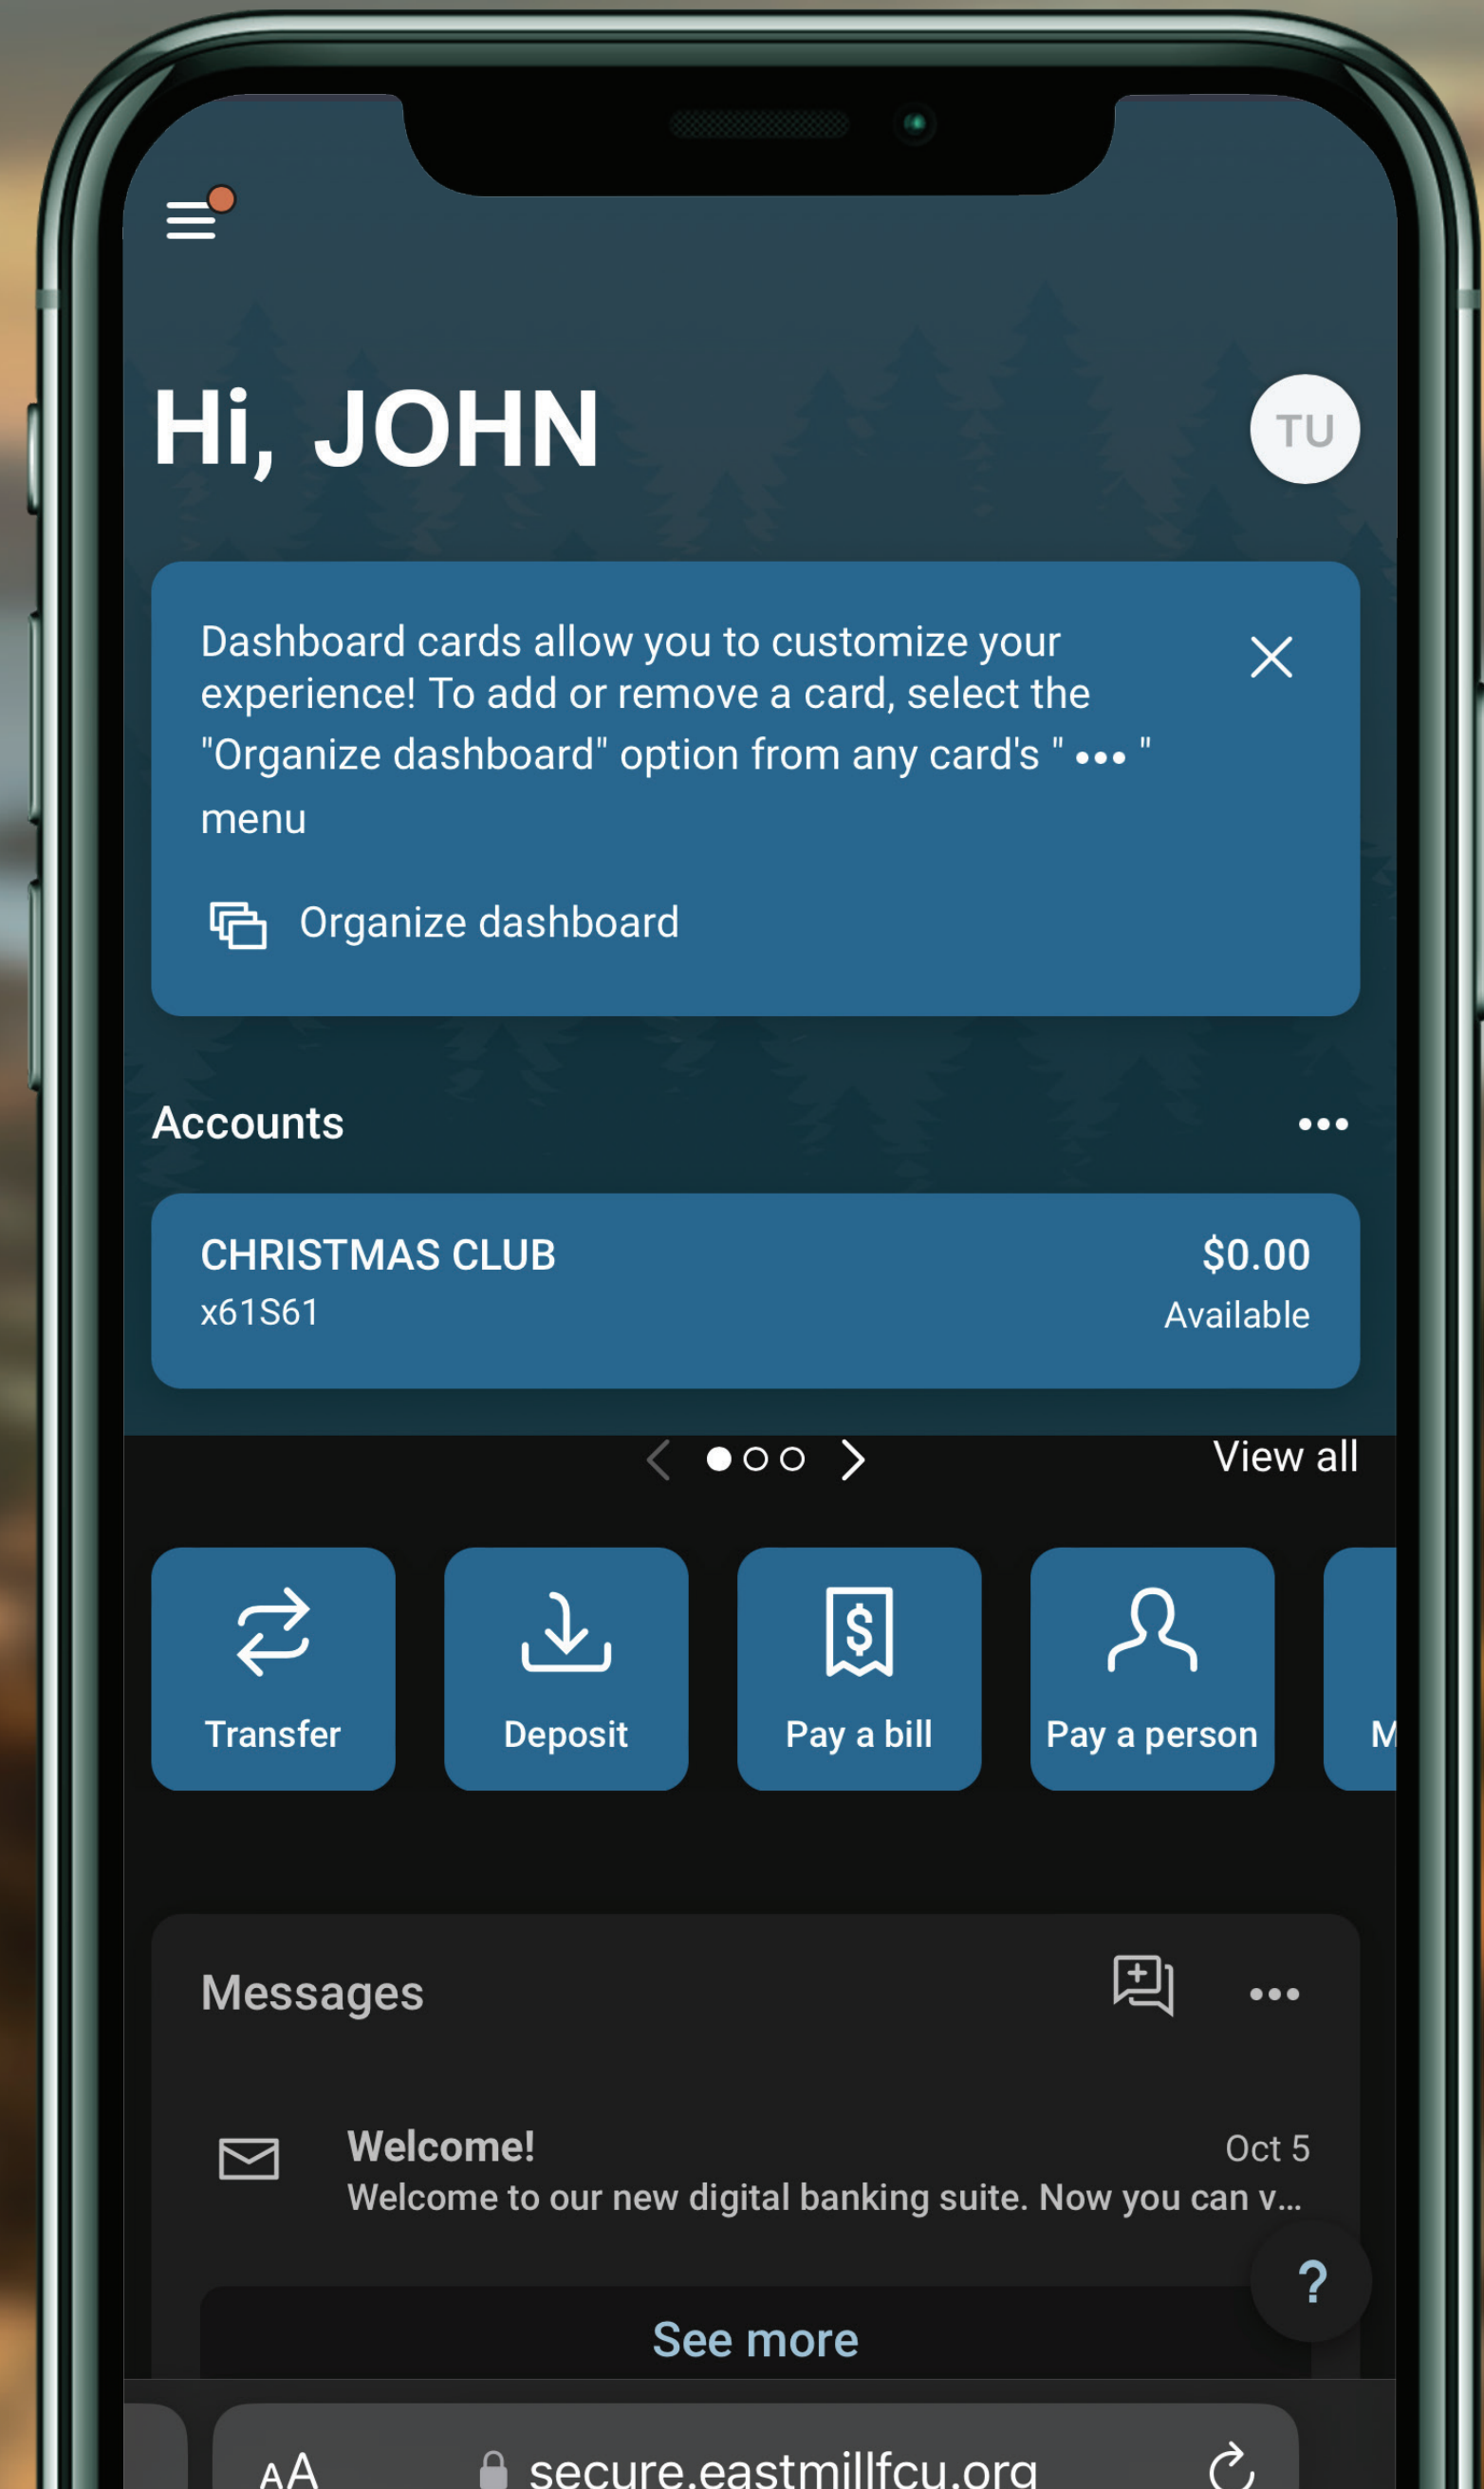 Hi, JOHN
TU
Dashboard cards allow you to customize your
experience! To add or remove a card, select the
"Organize dashboard" option from any card's " ••• "
menu
Organize dashboard
Accounts
CHRISTMAS CLUB
$0.00
x61S61
Available
View all
Transfer
Deposit
Pay a bill
Pay a person
M
Messages
Welcome!
Oct 5
Welcome to our new digital banking suite. Now you can v...
?
See more
AA
secure.eastmillfcu.org